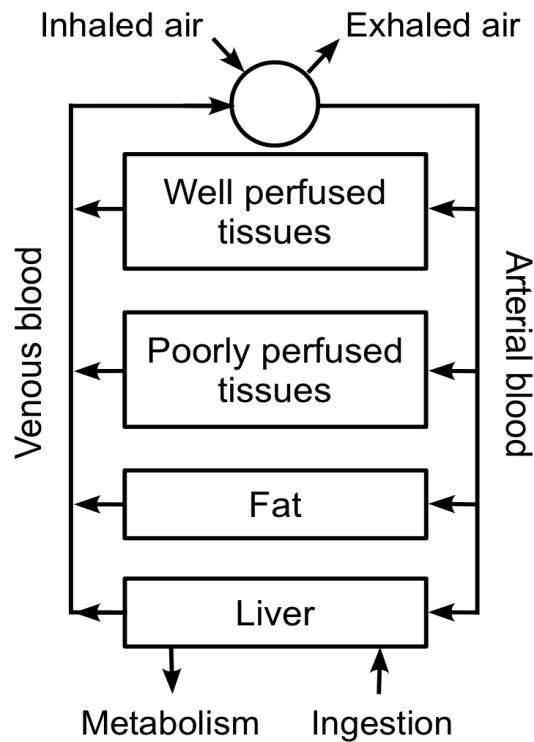 Inhaled air
Exhaled air
Well perfused
tissues
Venous blood
Arterial blood
Poorly perfused
tissues
Fat
Liver
Metabolism
Ingestion